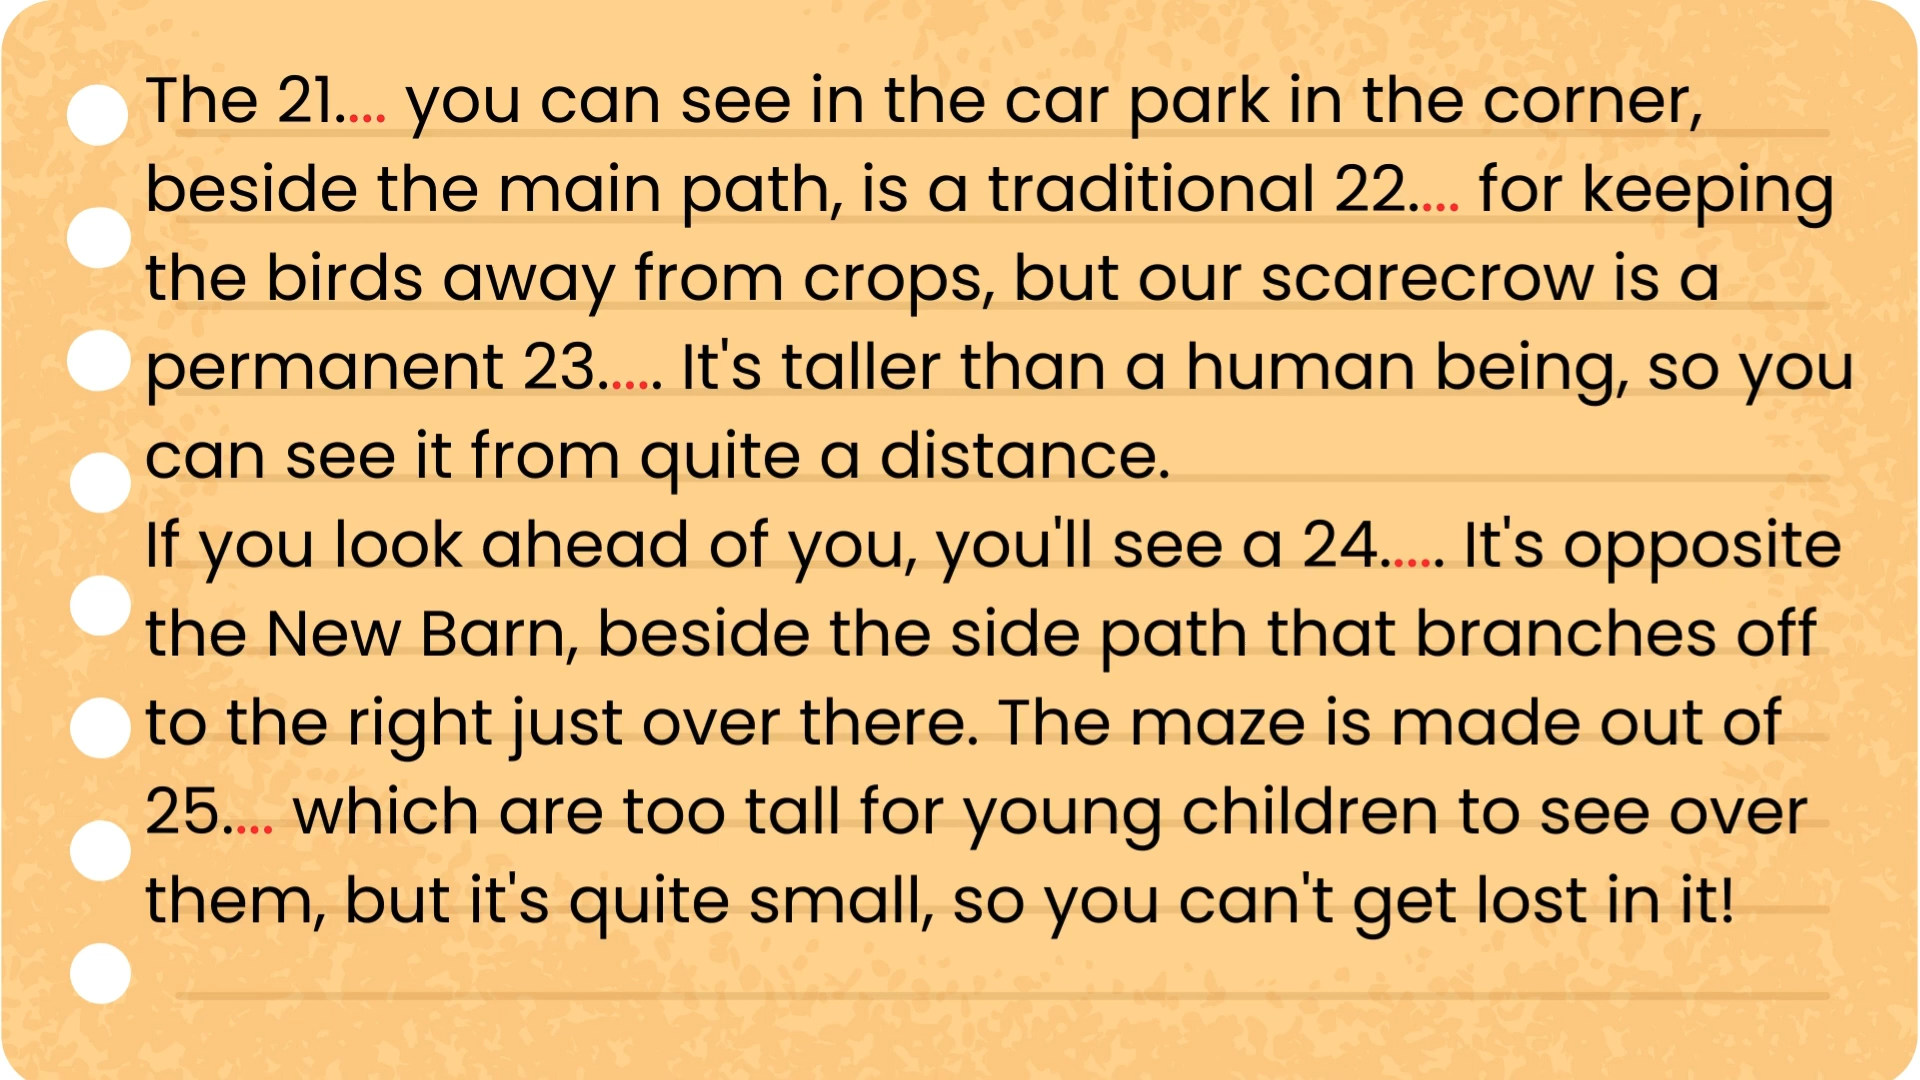 The 21.... you can see in the car park in the corner,
beside the main path, is a traditional 22.... for keeping
the birds away from crops, but our scarecrow is a
permanent 23..... It's taller than a human being, so you
can see it from quite a distance.
If you look ahead of you, you'll see a 24..... It's opposite
the New Barn, beside the side path that branches off
to the right just over there. The maze is made out of
25.... which are too tall for young children to see over
them, but it's quite small, so you can't get lost in it!